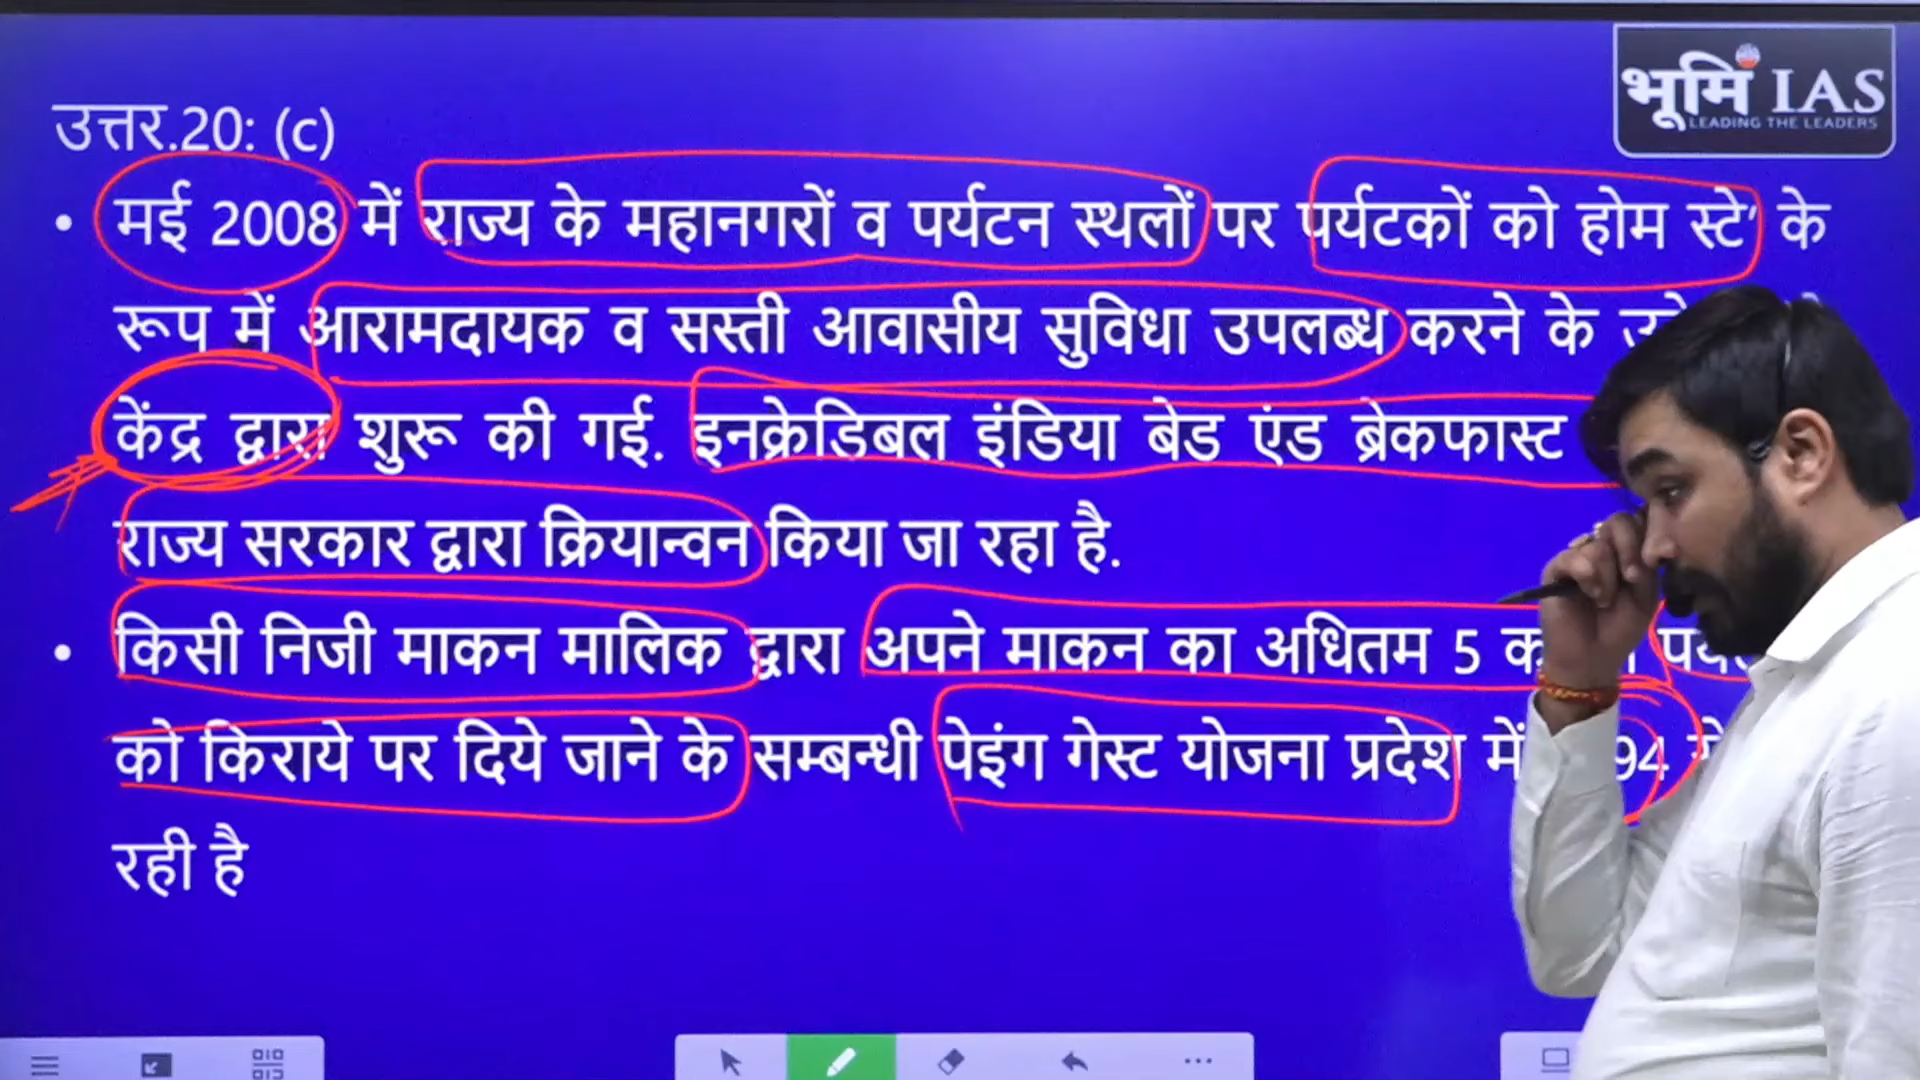 भूमि IAS
LEADING THE LEADERS
उत्तर.20: (c)
• मई 2008 में राज्य के महानगरों व पर्यटन स्थलों पर पर्यटकों को होम स्टे’ के
रूप में आरामदायक व सस्ती आवासीय सुविधा उपलब्ध करने के
केंद्र द्वारा शुरू की गई. इनक्रेडिबल इंडिया बेड एंड ब्रेकफास्ट
राज्य सरकार द्वारा क्रियान्वन किया जा रहा है.
• किसी निजी माकन मालिक द्वारा अपने माकन का अधितम 5
को किराये पर दिये जाने के सम्बन्धी पेइंग गेस्ट योजना प्रदेश में 94
रही है